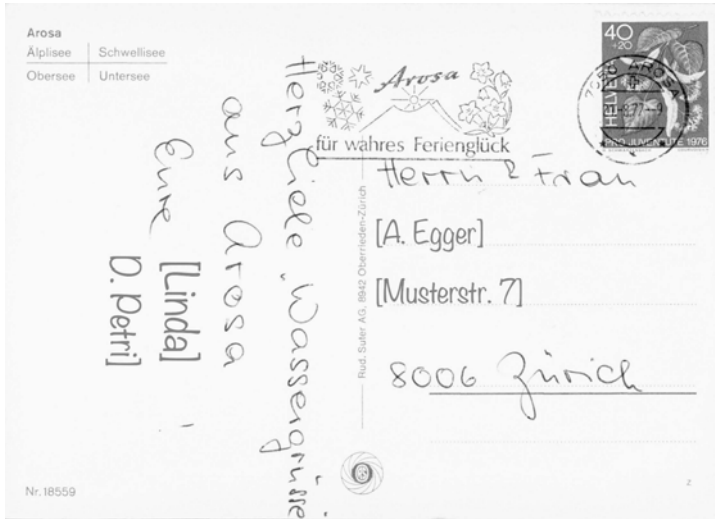 Arosa
Älplisee Schwellisee
Obersee Untersee
Herzliche „Wassergrüsse
aus Arosa
Eure
[Linda]
D. Petri]
Nr. 18559
Rud. Suter AG, 8942 Oberrieden-Zürich
Arosa
für wahres Ferienglück
40
+20
HELVETIA
PRO JUVENTUTE 1976
7050 AROSA
Herrn & Frau
[A. Egger]
[Musterstr. 7]
8006 Zürich
z